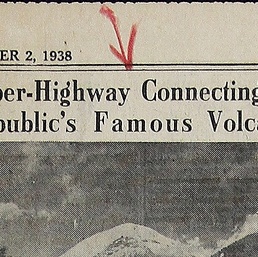 ER 2, 1938
per-Highway Connecting
public's Famous Volca